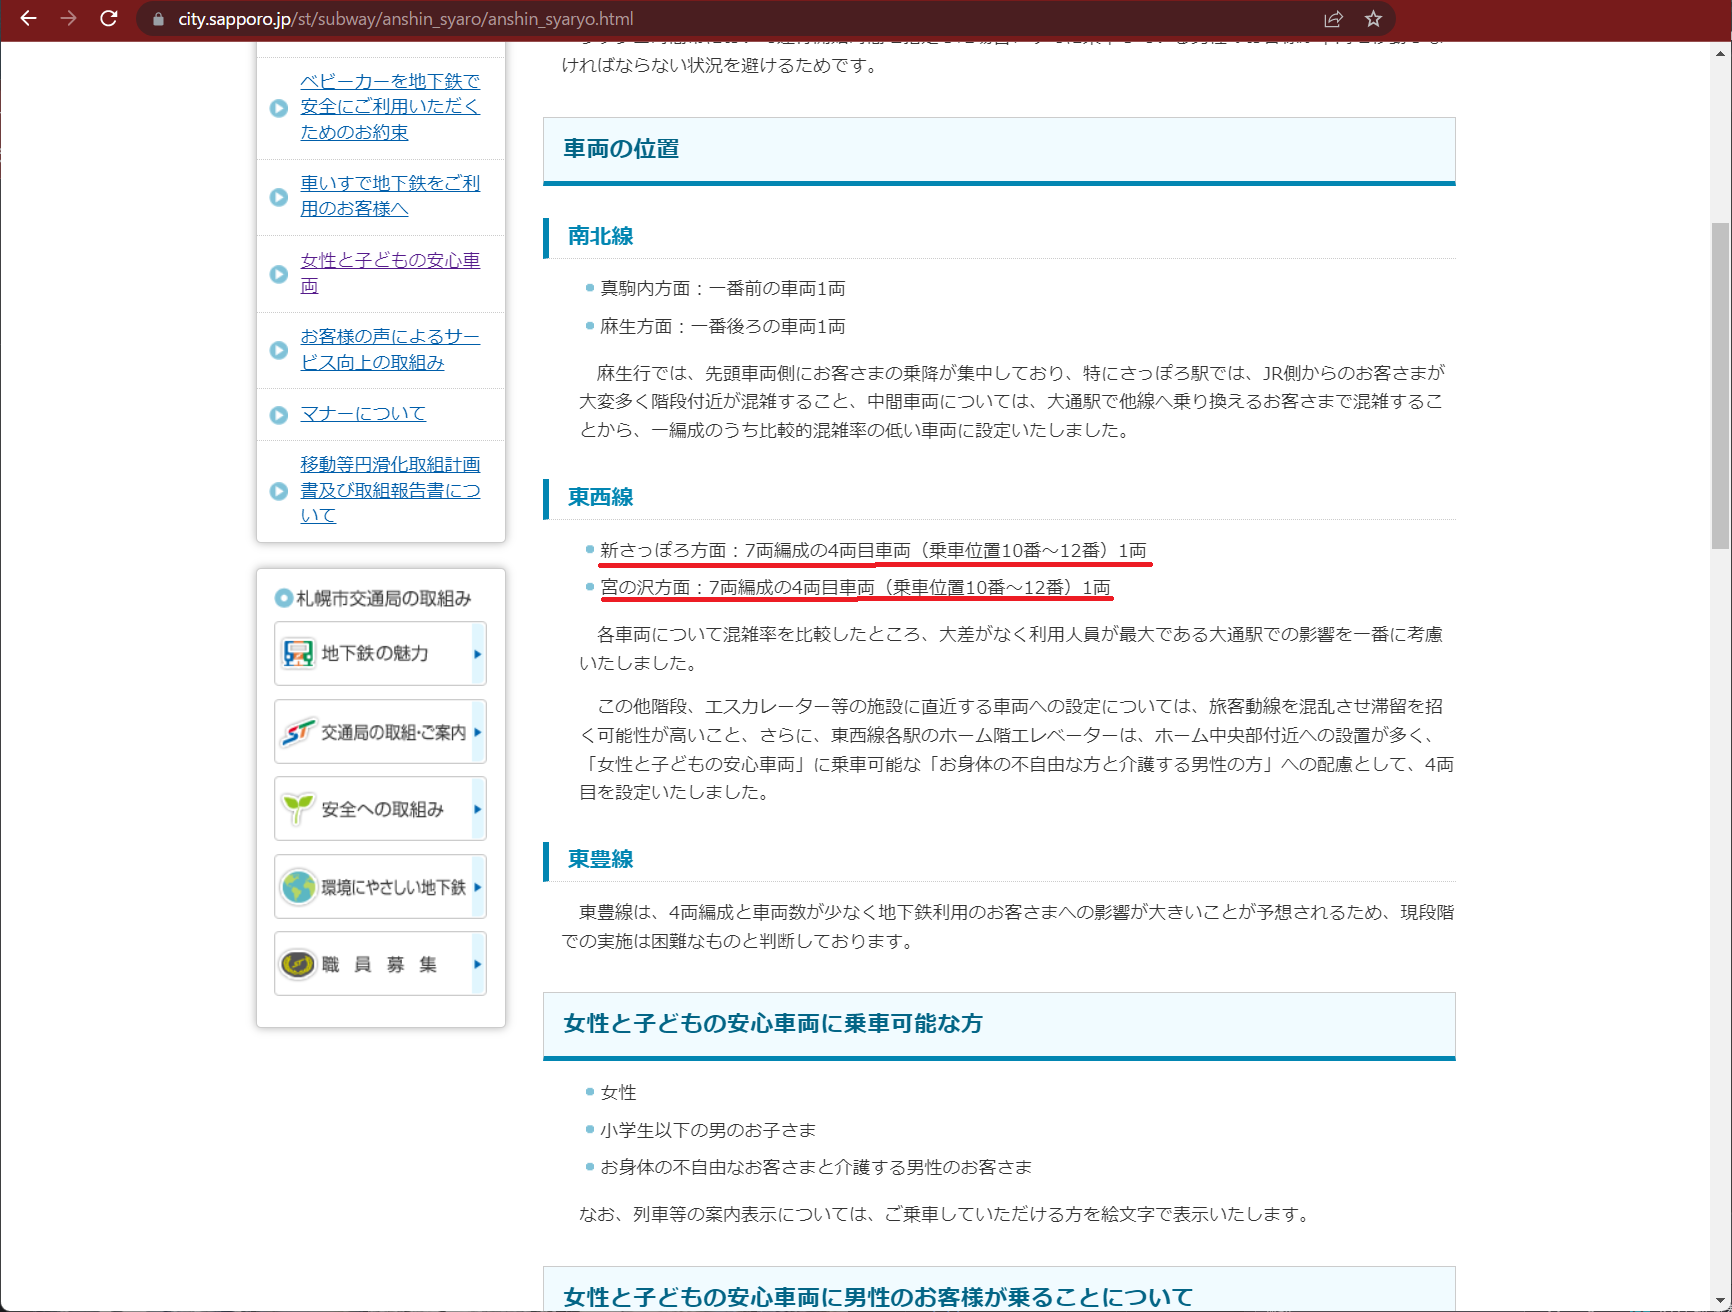 city.sapporo.jp/st/subway/anshin_syaro/anshin_syaryo.html
ければならない状況を避けるためです。
ベビーカーを地下鉄で
安全にご利用いただく
ためのお約束
車いすで地下鉄をご利
用のお客様へ
女性と子どもの安心車
両
お客様の声によるサー
ビス向上の取組み
マナーについて
移動等円滑化取組計画
書及び取組報告書につ
いて
札幌市交通局の取組み
地下鉄の魅力
ST 交通局の取組・ご案内
安全への取組み
環境にやさしい地下鉄
職員募集
車両の位置
南北線
真駒内方面：一番前の車両1両
麻生方面：一番後ろの車両1両
麻生行では、先頭車両側にお客さまの乗降が集中しており、特にさっぽろ駅では、JR側からのお客さまが
大変多く階段付近が混雑すること、中間車両については、大通駅で他線へ乗り換えるお客さまで混雑するこ
とから、一編成のうち比較的混雑率の低い車両に設定いたしました。
東西線
新さっぽろ方面：7両編成の4両目車両（乗車位置10番～12番）1両
宮の沢方面：7両編成の4両目車両（乗車位置10番～12番）1両
各車両について混雑率を比較したところ、大差がなく利用人員が最大である大通駅での影響を一番に考慮
いたしました。
この他階段、エスカレーター等の施設に直近する車両への設定については、旅客動線を混乱させ滞留を招
く可能性が高いこと、さらに、東西線各駅のホーム階エレベーターは、ホーム中央部付近への設置が多く、
「女性と子どもの安心車両」に乗車可能な「お身体の不自由な方と介護する男性の方」への配慮として、4両
目を設定いたしました。
東豊線
東豊線は、4両編成と車両数が少なく地下鉄利用のお客さまへの影響が大きいことが予想されるため、現段階
での実施は困難なものと判断しております。
女性と子どもの安心車両に乗車可能な方
女性
小学生以下の男のお子さま
お身体の不自由なお客さまと介護する男性のお客さま
なお、列車等の案内表示については、ご乗車していただける方を絵文字で表示いたします。
女性と子どもの安心車両に男性のお客様が乗ることについて